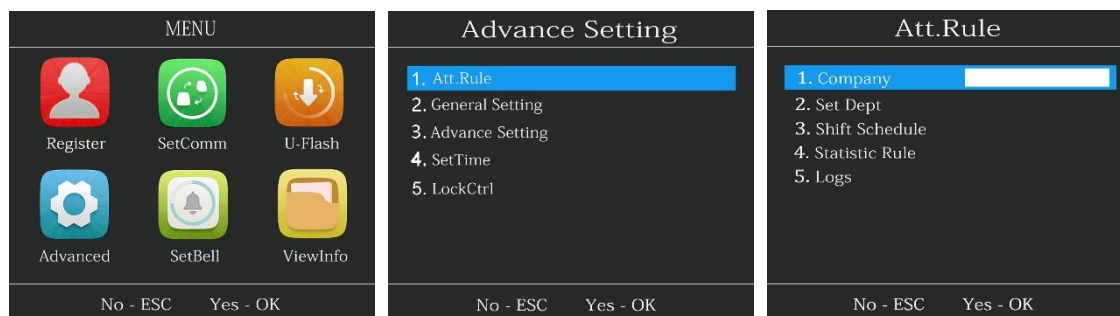 MENU
Register SetComm U-Flash
Advanced SetBell ViewInfo
No - ESC Yes - OK
Advance Setting
1. Att.Rule
2. General Setting
3. Advance Setting
4. SetTime
5. LockCtrl
No - ESC Yes - OK
Att.Rule
1. Company
2. Set Dept
3. Shift Schedule
4. Statistic Rule
5. Logs
No - ESC Yes - OK